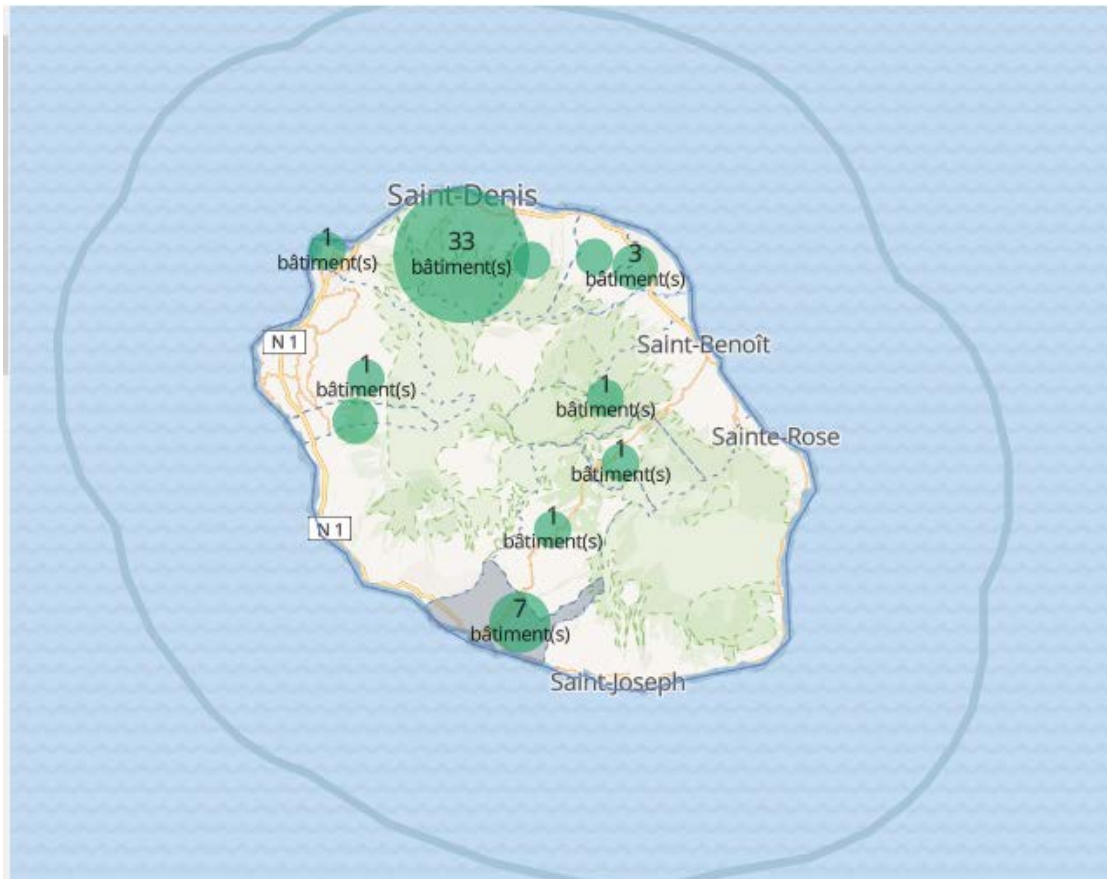 Saint-Denis
1
bâtiment(s)
33
bâtiment(s)
3
bâtiment(s)
N 1
Saint-Benoît
1
bâtiment(s)
1
bâtiment(s)
Sainte-Rose
1
bâtiment(s)
N 1
1
bâtiment(s)
7
bâtiment(s)
Saint-Joseph